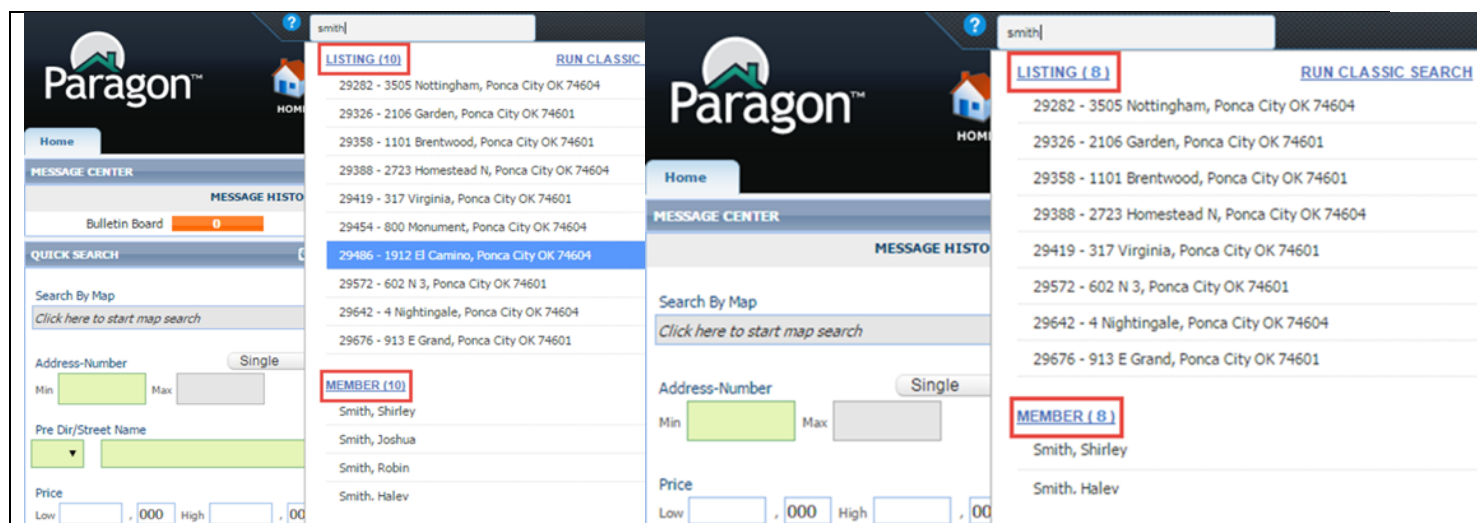 smith
LISTING (10) RUN CLASSIC
29282 - 3505 Nottingham, Ponca City OK 74604
29326 - 2106 Garden, Ponca City OK 74601
29358 - 1101 Brentwood, Ponca City OK 74601
29388 - 2723 Homestead N, Ponca City OK 74604
29419 - 317 Virginia, Ponca City OK 74601
29454 - 800 Monument, Ponca City OK 74604
29486 - 1912 El Camino, Ponca City OK 74604
29572 - 602 N 3, Ponca City OK 74601
29642 - 4 Nightingale, Ponca City OK 74604
29676 - 913 E Grand, Ponca City OK 74601
MEMBER (10)
Smith, Shirley
Smith, Joshua
Smith, Robin
Smith, Haley
?
Paragon™
HOM
Home
MESSAGE CENTER
MESSAGE HISTO
Bulletin Board 0
QUICK SEARCH
Search By Map
Click here to start map search
Address-Number Single
Min Max
Pre Dir/Street Name
Price
Low , 000 High , 00
?
smith
LISTING ( 8 ) RUN CLASSIC SEARCH
29282 - 3505 Nottingham, Ponca City OK 74604
29326 - 2106 Garden, Ponca City OK 74601
29358 - 1101 Brentwood, Ponca City OK 74601
29388 - 2723 Homestead N, Ponca City OK 74604
29419 - 317 Virginia, Ponca City OK 74601
29572 - 602 N 3, Ponca City OK 74601
29642 - 4 Nightingale, Ponca City OK 74604
29676 - 913 E Grand, Ponca City OK 74601
MEMBER ( 8 )
Smith, Shirley
Smith, Haley
Paragon™
HOM
Home
MESSAGE CENTER
MESSAGE HISTO
Search By Map
Click here to start map search
Address-Number Single
Min Max
Price
Low , 000 High , 00